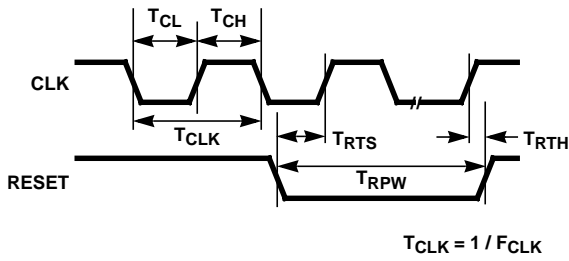 TCL TCH
CLK
TCLK TRTS TRTH
RESET TRPW
TCLK = 1 / FCLK